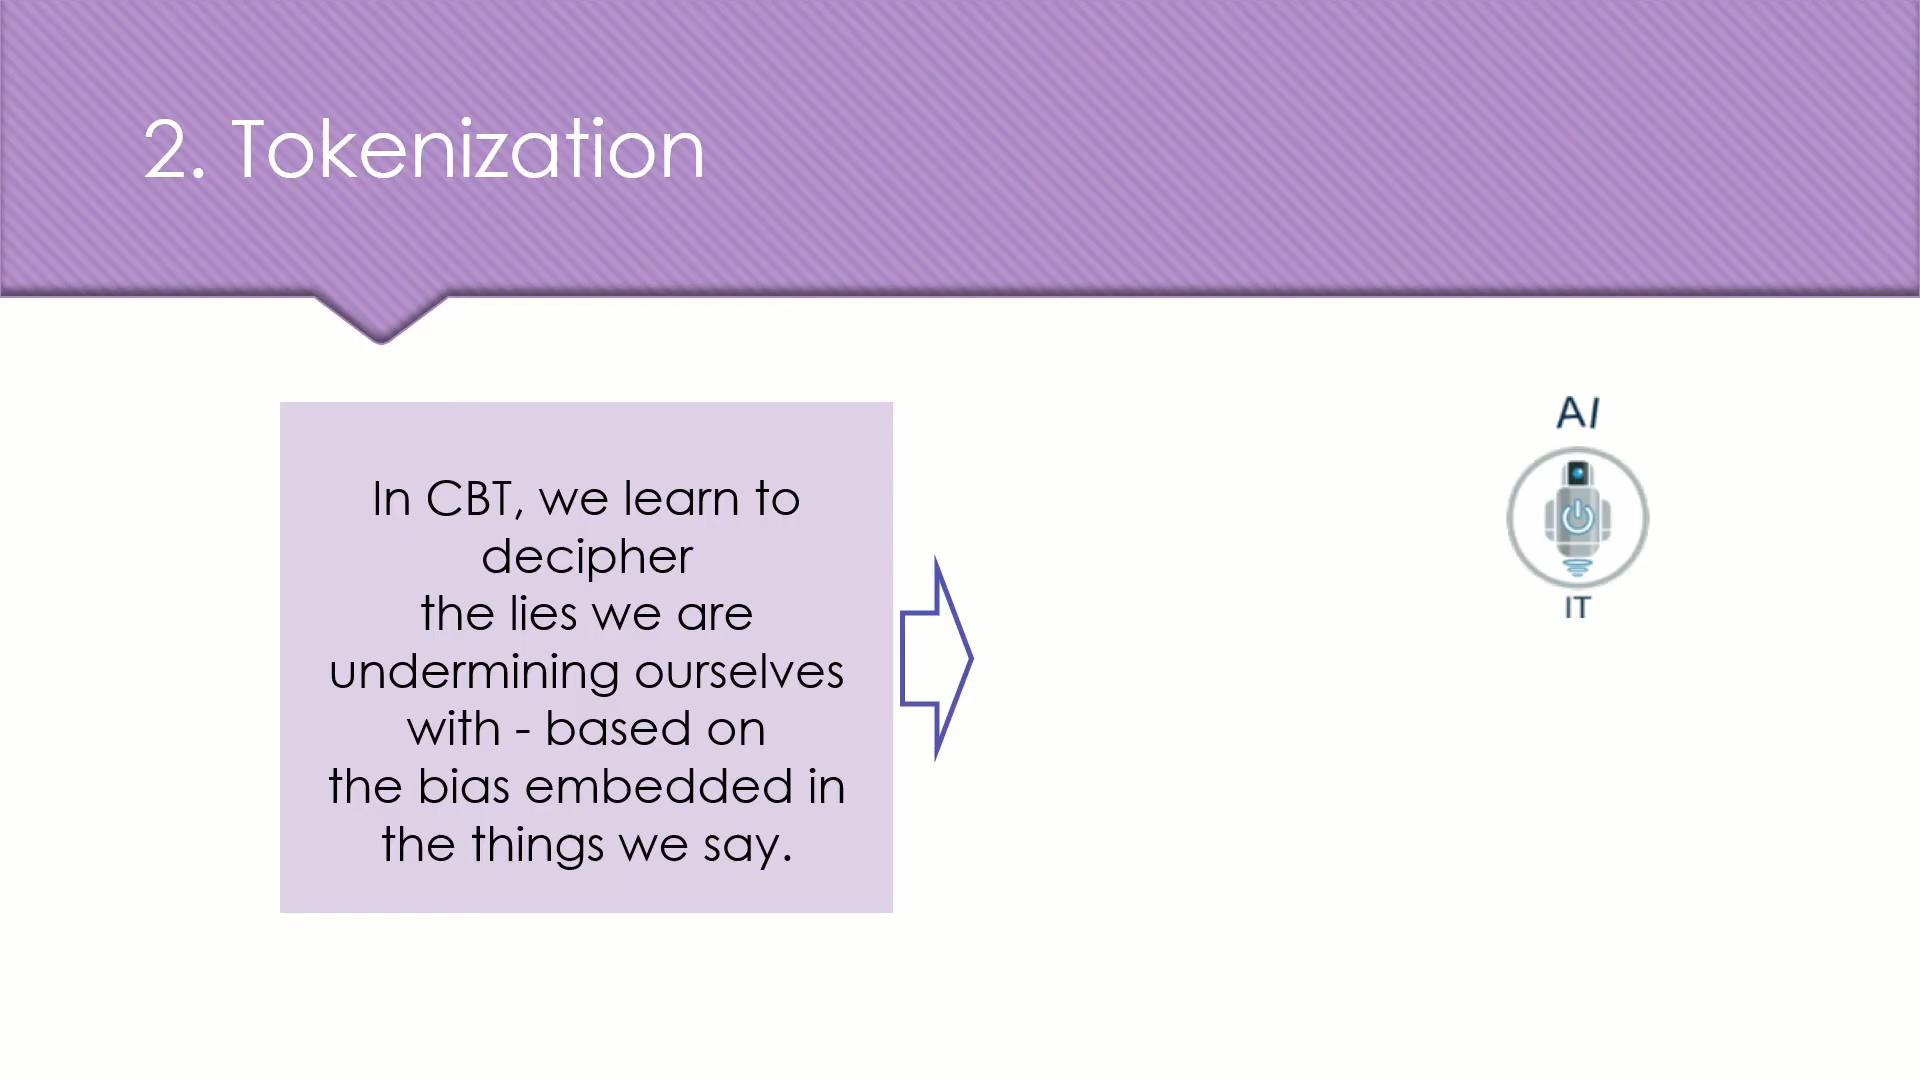 2. Tokenization
In CBT, we learn to
decipher
the lies we are
undermining ourselves
with - based on
the bias embedded in
the things we say.
AI
IT